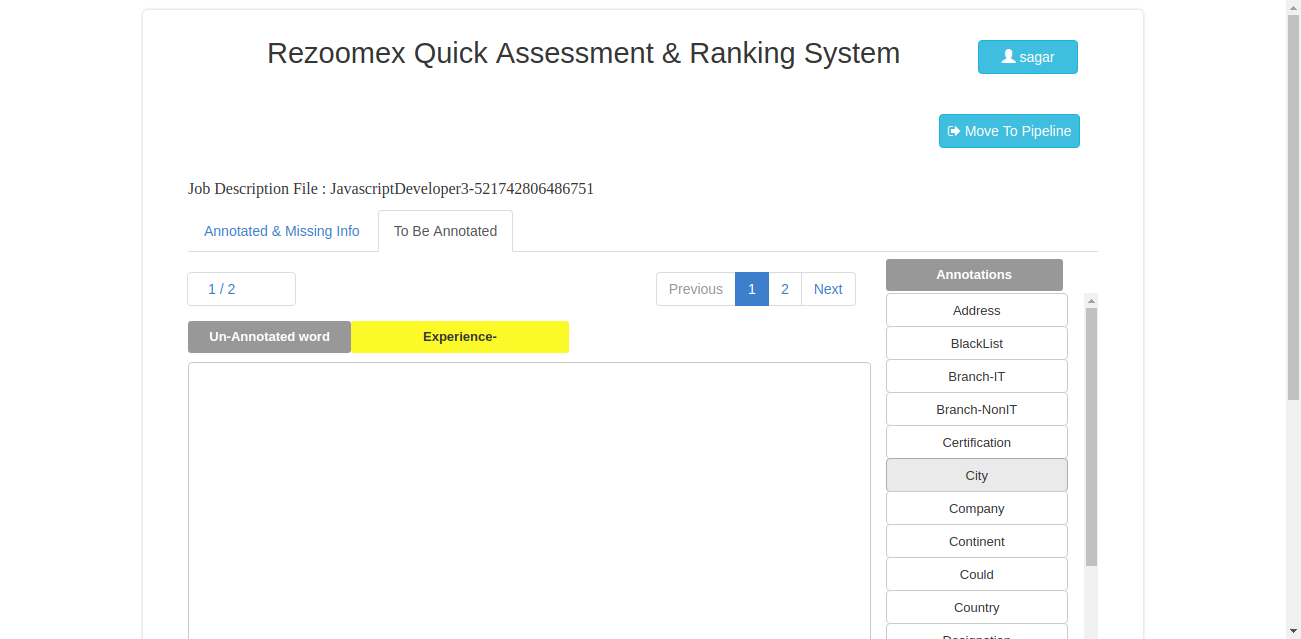 Rezoomex Quick Assessment & Ranking System
sagar
Move To Pipeline
Job Description File : JavascriptDeveloper3-521742806486751
Annotated & Missing Info
To Be Annotated
1 / 2
Previous 1 2 Next
Un-Annotated word
Experience-
Annotations
Address
BlackList
Branch-IT
Branch-NonIT
Certification
City
Company
Continent
Could
Country